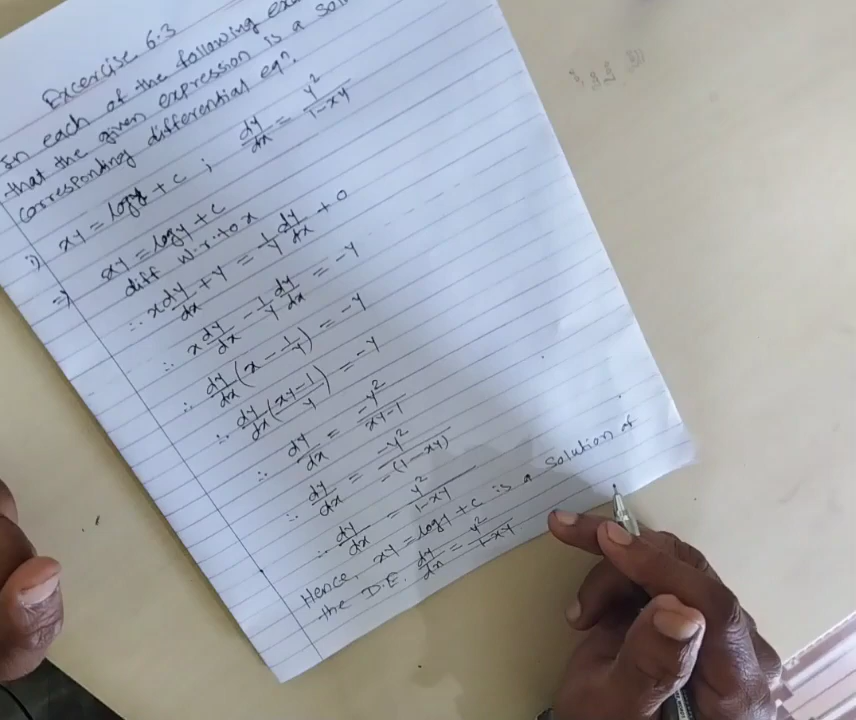 Excercise 6.3
In each of the following
that the given expression is a
corresponding differential eqn.
i) xy = logy + c ; dy/dx = y²/1-xy
⇒ xy = logy + c
diff w.r.to x
∴ x dy/dx + y = 1/y dy/dx + 0
∴ x dy/dx - 1/y dy/dx = -y
∴ dy/dx (x - 1/y) = -y
∴ dy/dx (xy-1/y) = -y
∴ dy/dx = -y²/xy-1
∴ dy/dx = -y²/-(1-xy)
∴ dy/dx = y²/1-xy
Hence, xy = logy + c is a solution of
the D.E. dy/dx = y²/1-xy